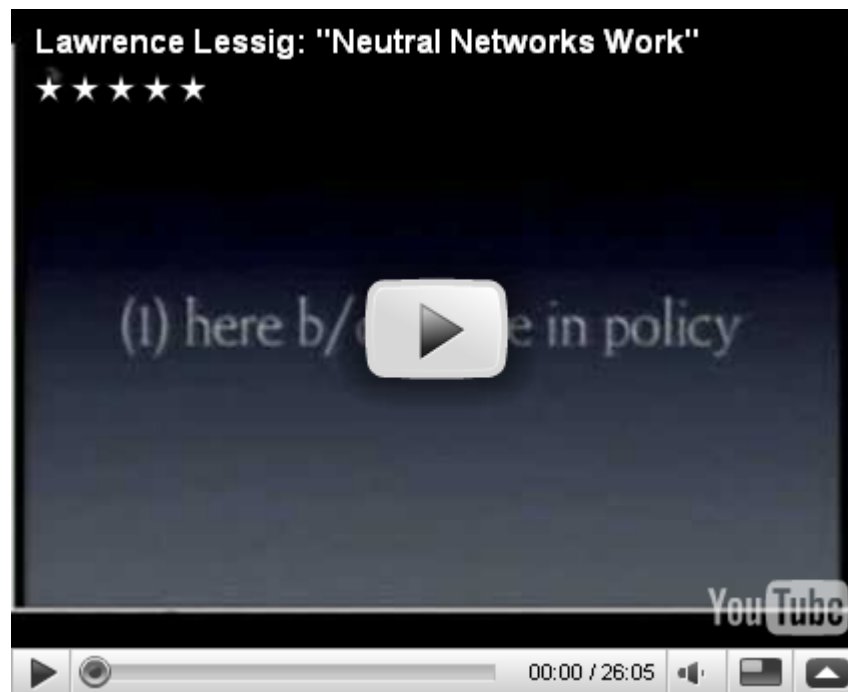 Lawrence Lessig: "Neutral Networks Work"
★★★★★
(1) here b/ in policy
YouTube
00:00 / 26:05